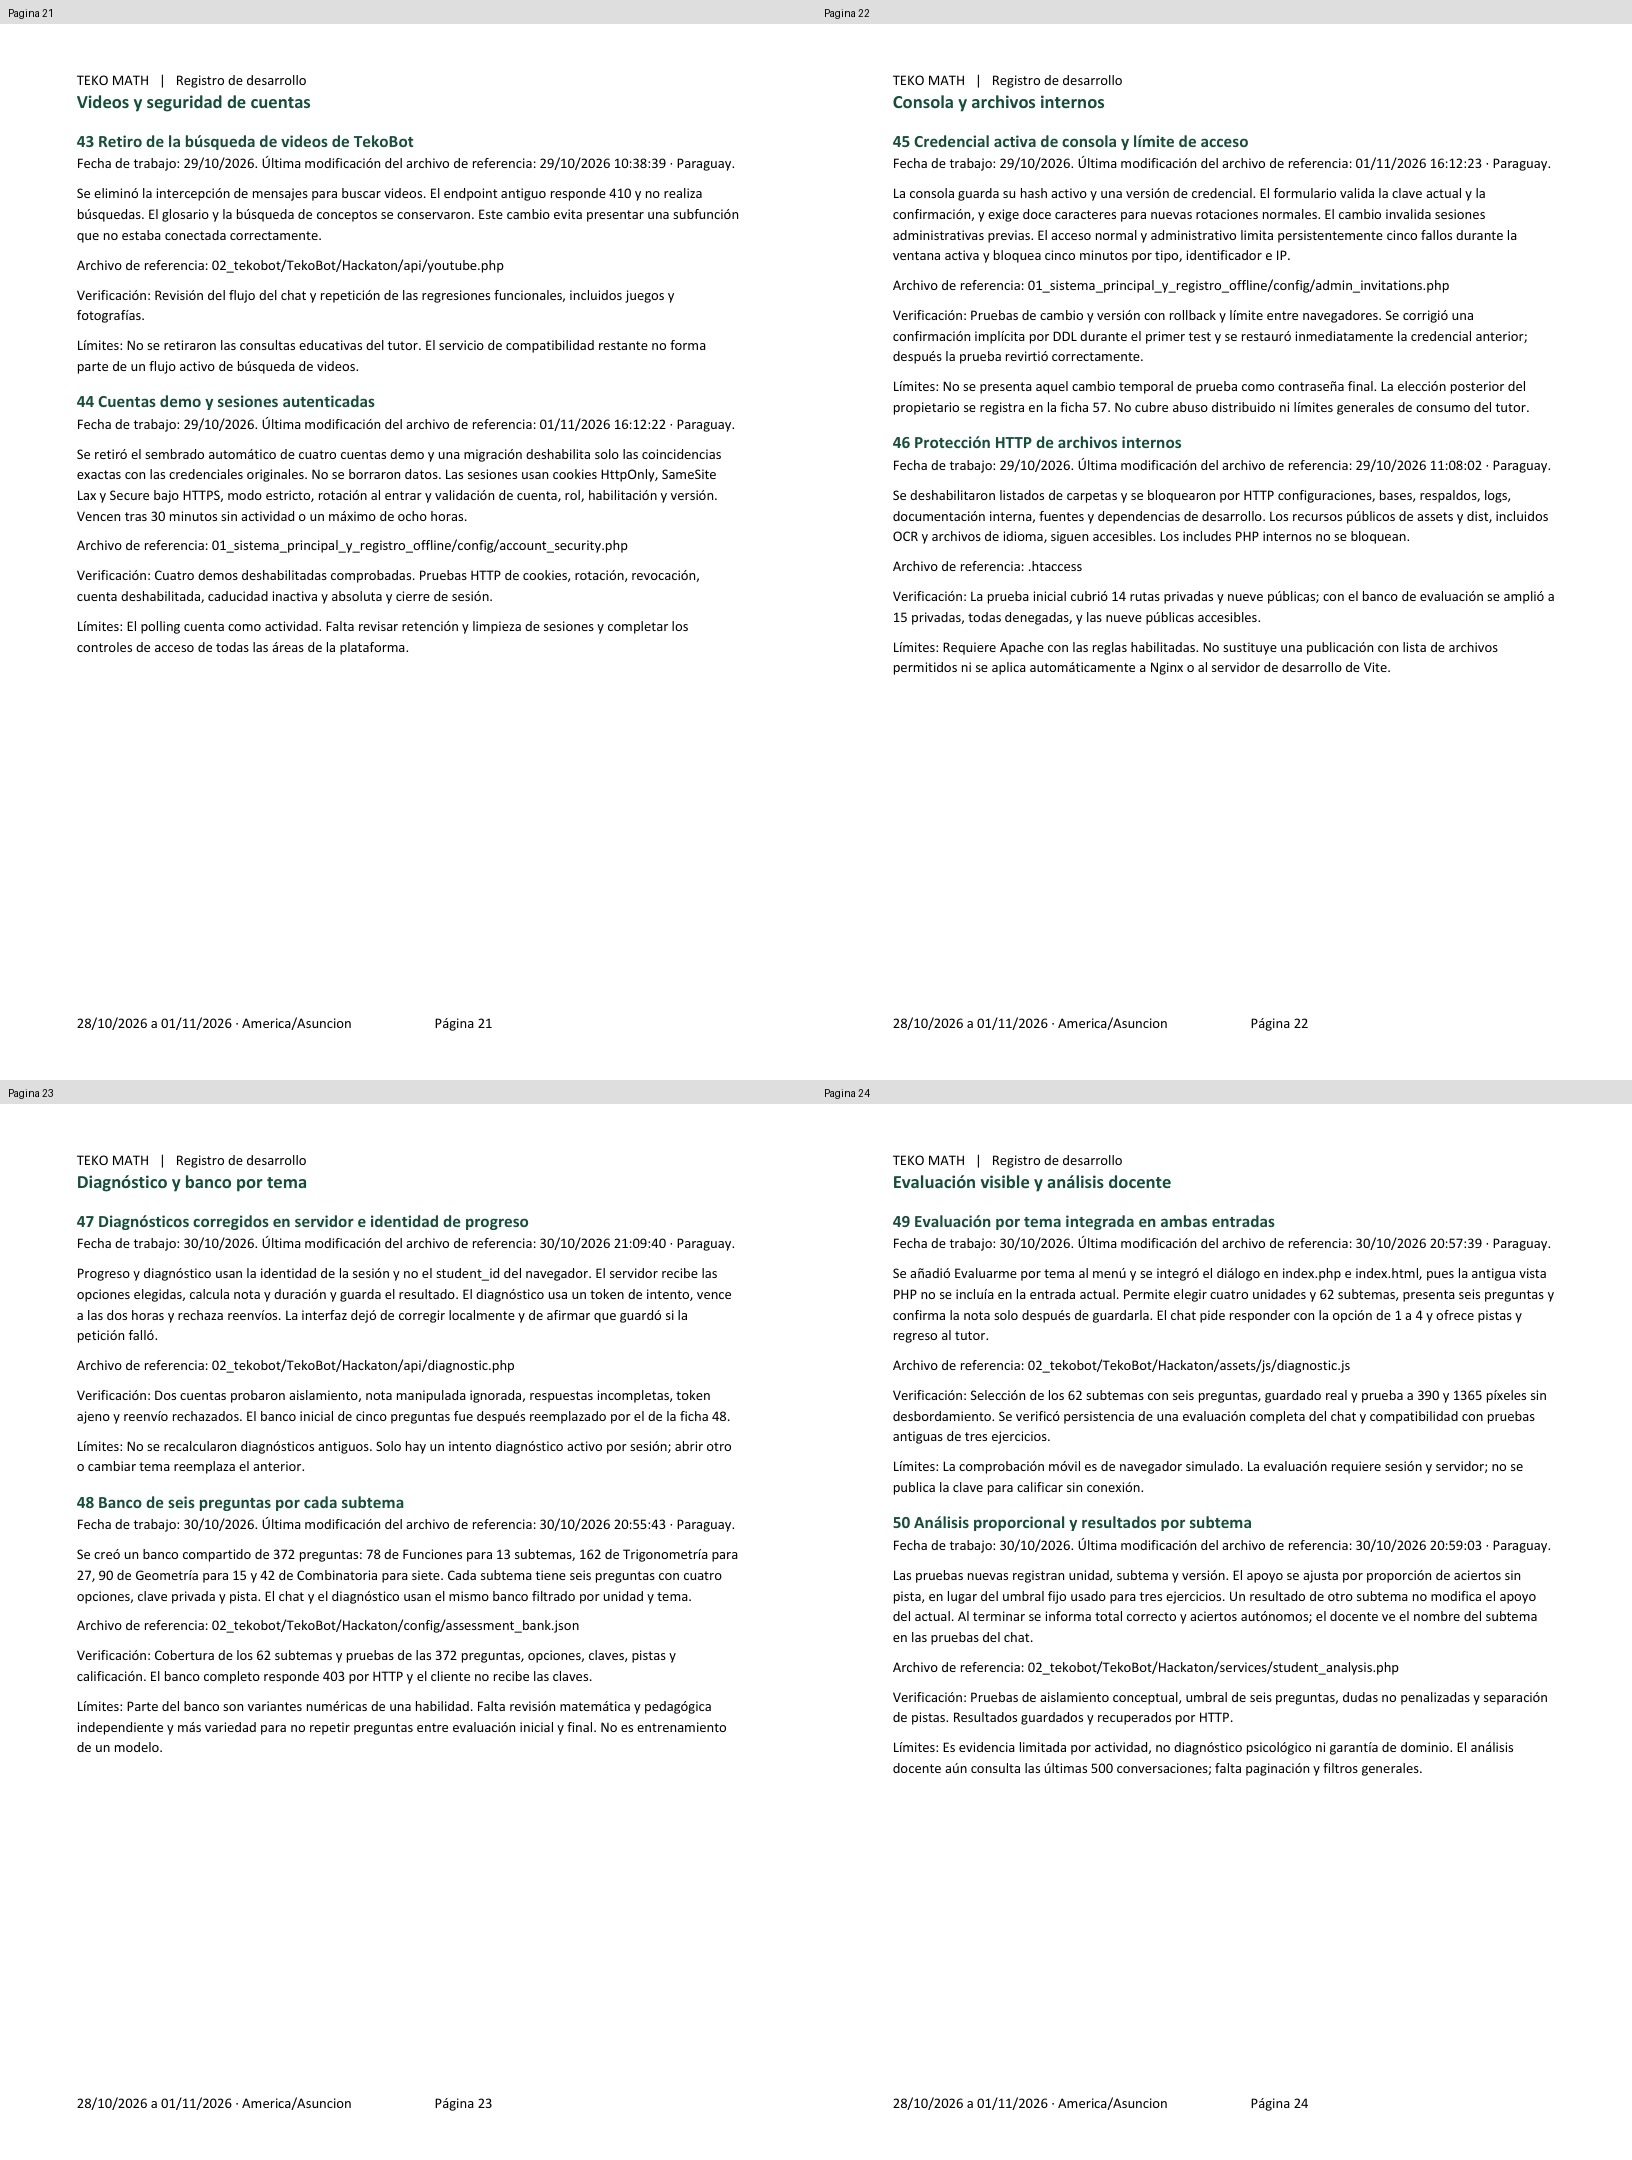 Pagina 21
TEKO MATH | Registro de desarrollo
Videos y seguridad de cuentas
43 Retiro de la búsqueda de videos de TekoBot
Fecha de trabajo: 29/10/2026. Última modificación del archivo de referencia: 29/10/2026 10:38:39 · Paraguay.
Se eliminó la intercepción de mensajes para buscar videos. El endpoint antiguo responde 410 y no realiza
búsquedas. El glosario y la búsqueda de conceptos se conservaron. Este cambio evita presentar una subfunción
que no estaba conectada correctamente.
Archivo de referencia: 02_tekobot/TekoBot/Hackaton/api/youtube.php
Verificación: Revisión del flujo del chat y repetición de las regresiones funcionales, incluidos juegos y
fotografías.
Límites: No se retiraron las consultas educativas del tutor. El servicio de compatibilidad restante no forma
parte de un flujo activo de búsqueda de videos.
44 Cuentas demo y sesiones autenticadas
Fecha de trabajo: 29/10/2026. Última modificación del archivo de referencia: 01/11/2026 16:12:22 · Paraguay.
Se retiró el sembrado automático de cuatro cuentas demo y una migración deshabilita solo las coincidencias
exactas con las credenciales originales. No se borraron datos. Las sesiones usan cookies HttpOnly, SameSite
Lax y Secure bajo HTTPS, modo estricto, rotación al entrar y validación de cuenta, rol, habilitación y versión.
Vencen tras 30 minutos sin actividad o un máximo de ocho horas.
Archivo de referencia: 01_sistema_principal_y_registro_offline/config/account_security.php
Verificación: Cuatro demos deshabilitadas comprobadas. Pruebas HTTP de cookies, rotación, revocación,
cuenta deshabilitada, caducidad inactiva y absoluta y cierre de sesión.
Límites: El polling cuenta como actividad. Falta revisar retención y limpieza de sesiones y completar los
controles de acceso de todas las áreas de la plataforma.
28/10/2026 a 01/11/2026 · America/Asuncion Página 21
Pagina 22
TEKO MATH | Registro de desarrollo
Consola y archivos internos
45 Credencial activa de consola y límite de acceso
Fecha de trabajo: 29/10/2026. Última modificación del archivo de referencia: 01/11/2026 16:12:23 · Paraguay.
La consola guarda su hash activo y una versión de credencial. El formulario valida la clave actual y la
confirmación, y exige doce caracteres para nuevas rotaciones normales. El cambio invalida sesiones
administrativas previas. El acceso normal y administrativo limita persistentemente cinco fallos durante la
ventana activa y bloquea cinco minutos por tipo, identificador e IP.
Archivo de referencia: 01_sistema_principal_y_registro_offline/config/admin_invitations.php
Verificación: Pruebas de cambio y versión con rollback y límite entre navegadores. Se corrigió una
confirmación implícita por DDL durante el primer test y se restauró inmediatamente la credencial anterior;
después la prueba revirtió correctamente.
Límites: No se presenta aquel cambio temporal de prueba como contraseña final. La elección posterior del
propietario se registra en la ficha 57. No cubre abuso distribuido ni límites generales de consumo del tutor.
46 Protección HTTP de archivos internos
Fecha de trabajo: 29/10/2026. Última modificación del archivo de referencia: 29/10/2026 11:08:02 · Paraguay.
Se deshabilitaron listados de carpetas y se bloquearon por HTTP configuraciones, bases, respaldos, logs,
documentación interna, fuentes y dependencias de desarrollo. Los recursos públicos de assets y dist, incluidos
OCR y archivos de idioma, siguen accesibles. Los includes PHP internos no se bloquean.
Archivo de referencia: .htaccess
Verificación: La prueba inicial cubrió 14 rutas privadas y nueve públicas; con el banco de evaluación se amplió a
15 privadas, todas denegadas, y las nueve públicas accesibles.
Límites: Requiere Apache con las reglas habilitadas. No sustituye una publicación con lista de archivos
permitidos ni se aplica automáticamente a Nginx o al servidor de desarrollo de Vite.
28/10/2026 a 01/11/2026 · America/Asuncion Página 22
Pagina 23
TEKO MATH | Registro de desarrollo
Diagnóstico y banco por tema
47 Diagnósticos corregidos en servidor e identidad de progreso
Fecha de trabajo: 30/10/2026. Última modificación del archivo de referencia: 30/10/2026 21:09:40 · Paraguay.
Progreso y diagnóstico usan la identidad de la sesión y no el student_id del navegador. El servidor recibe las
opciones elegidas, calcula nota y duración y guarda el resultado. El diagnóstico usa un token de intento, vence
a las dos horas y rechaza reenvíos. La interfaz dejó de corregir localmente y de afirmar que guardó si la
petición falló.
Archivo de referencia: 02_tekobot/TekoBot/Hackaton/api/diagnostic.php
Verificación: Dos cuentas probaron aislamiento, nota manipulada ignorada, respuestas incompletas, token
ajeno y reenvío rechazados. El banco inicial de cinco preguntas fue después reemplazado por el de la ficha 48.
Límites: No se recalcularon diagnósticos antiguos. Solo hay un intento diagnóstico activo por sesión; abrir otro
o cambiar tema reemplaza el anterior.
48 Banco de seis preguntas por cada subtema
Fecha de trabajo: 30/10/2026. Última modificación del archivo de referencia: 30/10/2026 20:55:43 · Paraguay.
Se creó un banco compartido de 372 preguntas: 78 de Funciones para 13 subtemas, 162 de Trigonometría para
27, 90 de Geometría para 15 y 42 de Combinatoria para siete. Cada subtema tiene seis preguntas con cuatro
opciones, clave privada y pista. El chat y el diagnóstico usan el mismo banco filtrado por unidad y tema.
Archivo de referencia: 02_tekobot/TekoBot/Hackaton/config/assessment_bank.json
Verificación: Cobertura de los 62 subtemas y pruebas de las 372 preguntas, opciones, claves, pistas y
calificación. El banco completo responde 403 por HTTP y el cliente no recibe las claves.
Límites: Parte del banco son variantes numéricas de una habilidad. Falta revisión matemática y pedagógica
independiente y más variedad para no repetir preguntas entre evaluación inicial y final. No es entrenamiento
de un modelo.
28/10/2026 a 01/11/2026 · America/Asuncion Página 23
Pagina 24
TEKO MATH | Registro de desarrollo
Evaluación visible y análisis docente
49 Evaluación por tema integrada en ambas entradas
Fecha de trabajo: 30/10/2026. Última modificación del archivo de referencia: 30/10/2026 20:57:39 · Paraguay.
Se añadió Evaluarme por tema al menú y se integró el diálogo en index.php e index.html, pues la antigua vista
PHP no se incluía en la entrada actual. Permite elegir cuatro unidades y 62 subtemas, presenta seis preguntas y
confirma la nota solo después de guardarla. El chat pide responder con la opción de 1 a 4 y ofrece pistas y
regreso al tutor.
Archivo de referencia: 02_tekobot/TekoBot/Hackaton/assets/js/diagnostic.js
Verificación: Selección de los 62 subtemas con seis preguntas, guardado real y prueba a 390 y 1365 píxeles sin
desbordamiento. Se verificó persistencia de una evaluación completa del chat y compatibilidad con pruebas
antiguas de tres ejercicios.
Límites: La comprobación móvil es de navegador simulado. La evaluación requiere sesión y servidor; no se
publica la clave para calificar sin conexión.
50 Análisis proporcional y resultados por subtema
Fecha de trabajo: 30/10/2026. Última modificación del archivo de referencia: 30/10/2026 20:59:03 · Paraguay.
Las pruebas nuevas registran unidad, subtema y versión. El apoyo se ajusta por proporción de aciertos sin
pista, en lugar del umbral fijo usado para tres ejercicios. Un resultado de otro subtema no modifica el apoyo
del actual. Al terminar se informa total correcto y aciertos autónomos; el docente ve el nombre del subtema
en las pruebas del chat.
Archivo de referencia: 02_tekobot/TekoBot/Hackaton/services/student_analysis.php
Verificación: Pruebas de aislamiento conceptual, umbral de seis preguntas, dudas no penalizadas y separación
de pistas. Resultados guardados y recuperados por HTTP.
Límites: Es evidencia limitada por actividad, no diagnóstico psicológico ni garantía de dominio. El análisis
docente aún consulta las últimas 500 conversaciones; falta paginación y filtros generales.
28/10/2026 a 01/11/2026 · America/Asuncion Página 24